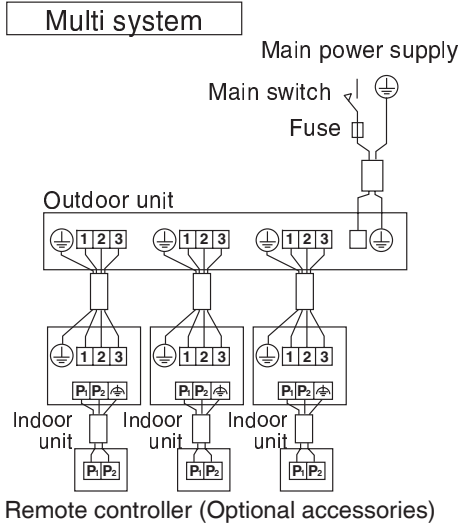 Multi system
Main power supply
Main switch
Fuse
Outdoor unit
1 2 3 1 2 3 1 2 3
1 2 3 1 2 3 1 2 3
P1 P2 P1 P2 P1 P2
Indoor unit Indoor unit Indoor unit
P1 P2 P1 P2 P1 P2
Remote controller (Optional accessories)